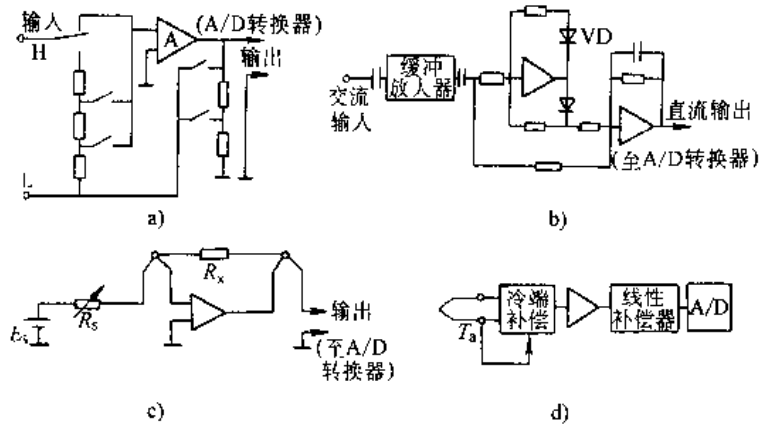 输入
H
A
(A/D转换器)
输出
L
a)
交流
输入
缓冲
放大器
VD
直流输出
(至A/D转换器)
b)
Rx
Rs
输出
(至A/D
转换器)
c)
Ta
冷端
补偿
线性
补偿器
A/D
d)